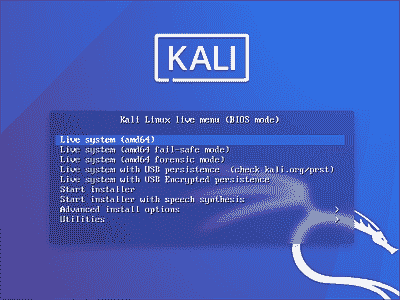 KALI
Kali Linux live menu (BIOS mode)
Live system (amd64)
Live system (amd64 fail-safe mode)
Live system (amd64 forensic mode)
Live system with USB persistence  (check kali.org/prst)
Live system with USB Encrypted persistence
Start installer
Start installer with speech synthesis
Advanced install options >
Utilities >